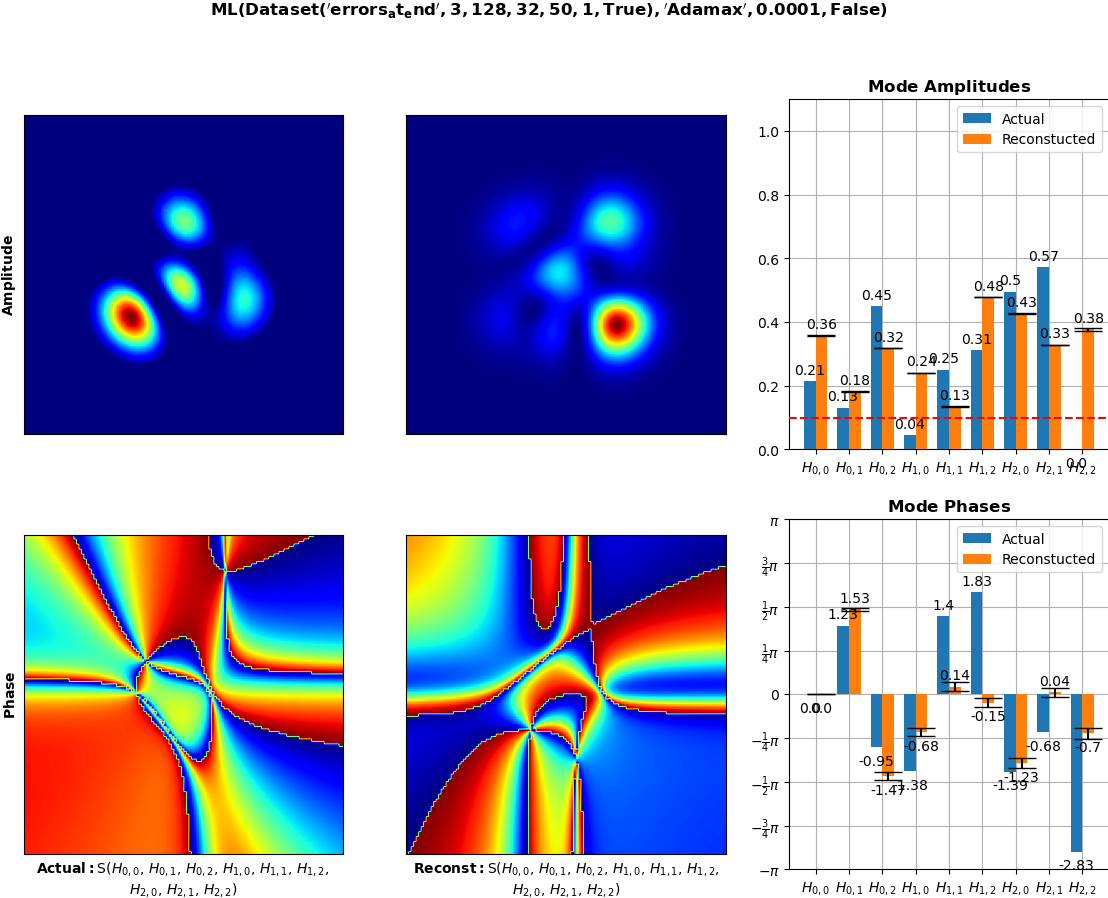 ML(Dataset('errors_at_end', 3, 128, 32, 50, 1, True), 'Adamax', 0.0001, False)
Amplitude
Mode Amplitudes
Actual
Reconstucted
1.0
0.8
0.6
0.4
0.2
0.0
0.21
0.36
0.13
0.18
0.45
0.32
0.04
0.24
0.25
0.13
0.31
0.48
0.5
0.43
0.57
0.33
0.0
0.38
H0,0 H0,1 H0,2 H1,0 H1,1 H1,2 H2,0 H2,1 H2,2
Phase
Mode Phases
Actual
Reconstucted
π
3/4π
1/2π
1/4π
0
−1/4π
−1/2π
−3/4π
−π
0.0
0.0
1.23
1.53
-0.95
-1.47
-1.38
-0.68
1.4
0.14
1.83
-0.15
-1.39
-1.23
-0.68
0.04
-2.83
-0.7
H0,0 H0,1 H0,2 H1,0 H1,1 H1,2 H2,0 H2,1 H2,2
Actual:S(H0,0, H0,1, H0,2, H1,0, H1,1, H1,2,
H2,0, H2,1, H2,2)
Reconst:S(H0,0, H0,1, H0,2, H1,0, H1,1, H1,2,
H2,0, H2,1, H2,2)